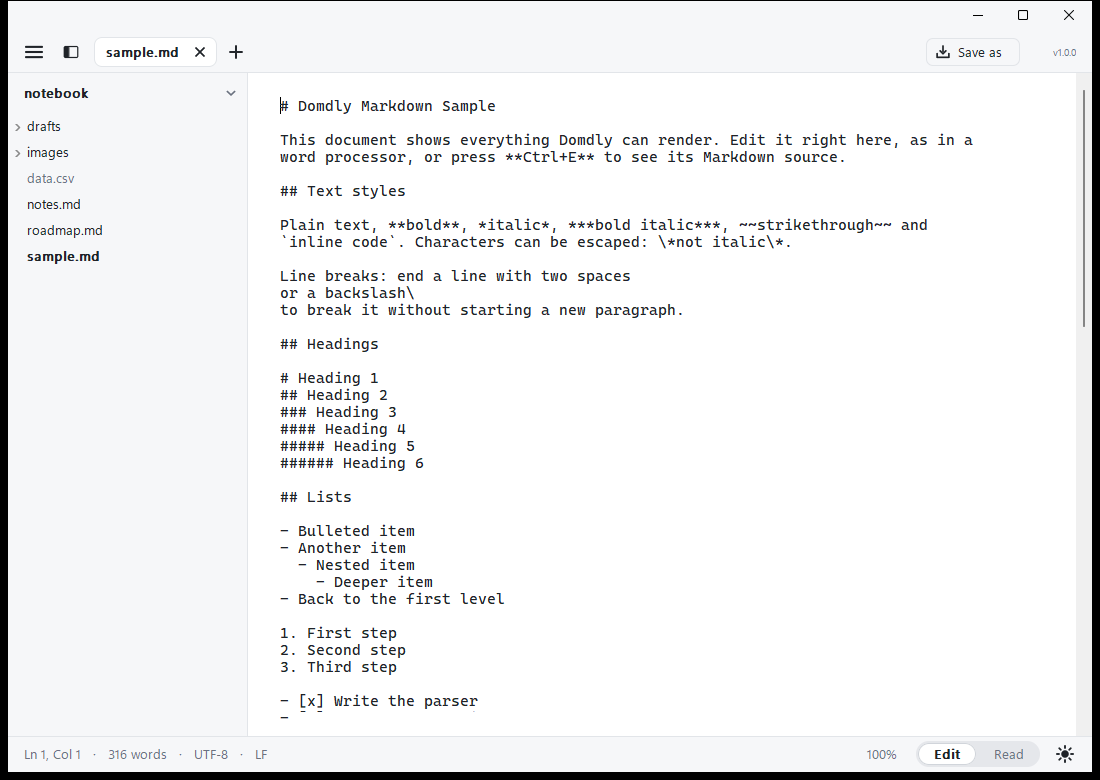 sample.md
Save as
v1.0.0
notebook
drafts
images
data.csv
notes.md
roadmap.md
sample.md
# Domdly Markdown Sample
This document shows everything Domdly can render. Edit it right here, as in a
word processor, or press **Ctrl+E** to see its Markdown source.
## Text styles
Plain text, **bold**, *italic*, ***bold italic***, ~~strikethrough~~ and
`inline code`. Characters can be escaped: \*not italic\*.
Line breaks: end a line with two spaces
or a backslash\
to break it without starting a new paragraph.
## Headings
# Heading 1
## Heading 2
### Heading 3
#### Heading 4
##### Heading 5
###### Heading 6
## Lists
- Bulleted item
- Another item
  - Nested item
    - Deeper item
- Back to the first level
1. First step
2. Second step
3. Third step
- [x] Write the parser
Ln 1, Col 1 · 316 words · UTF-8 · LF
100%
Edit
Read